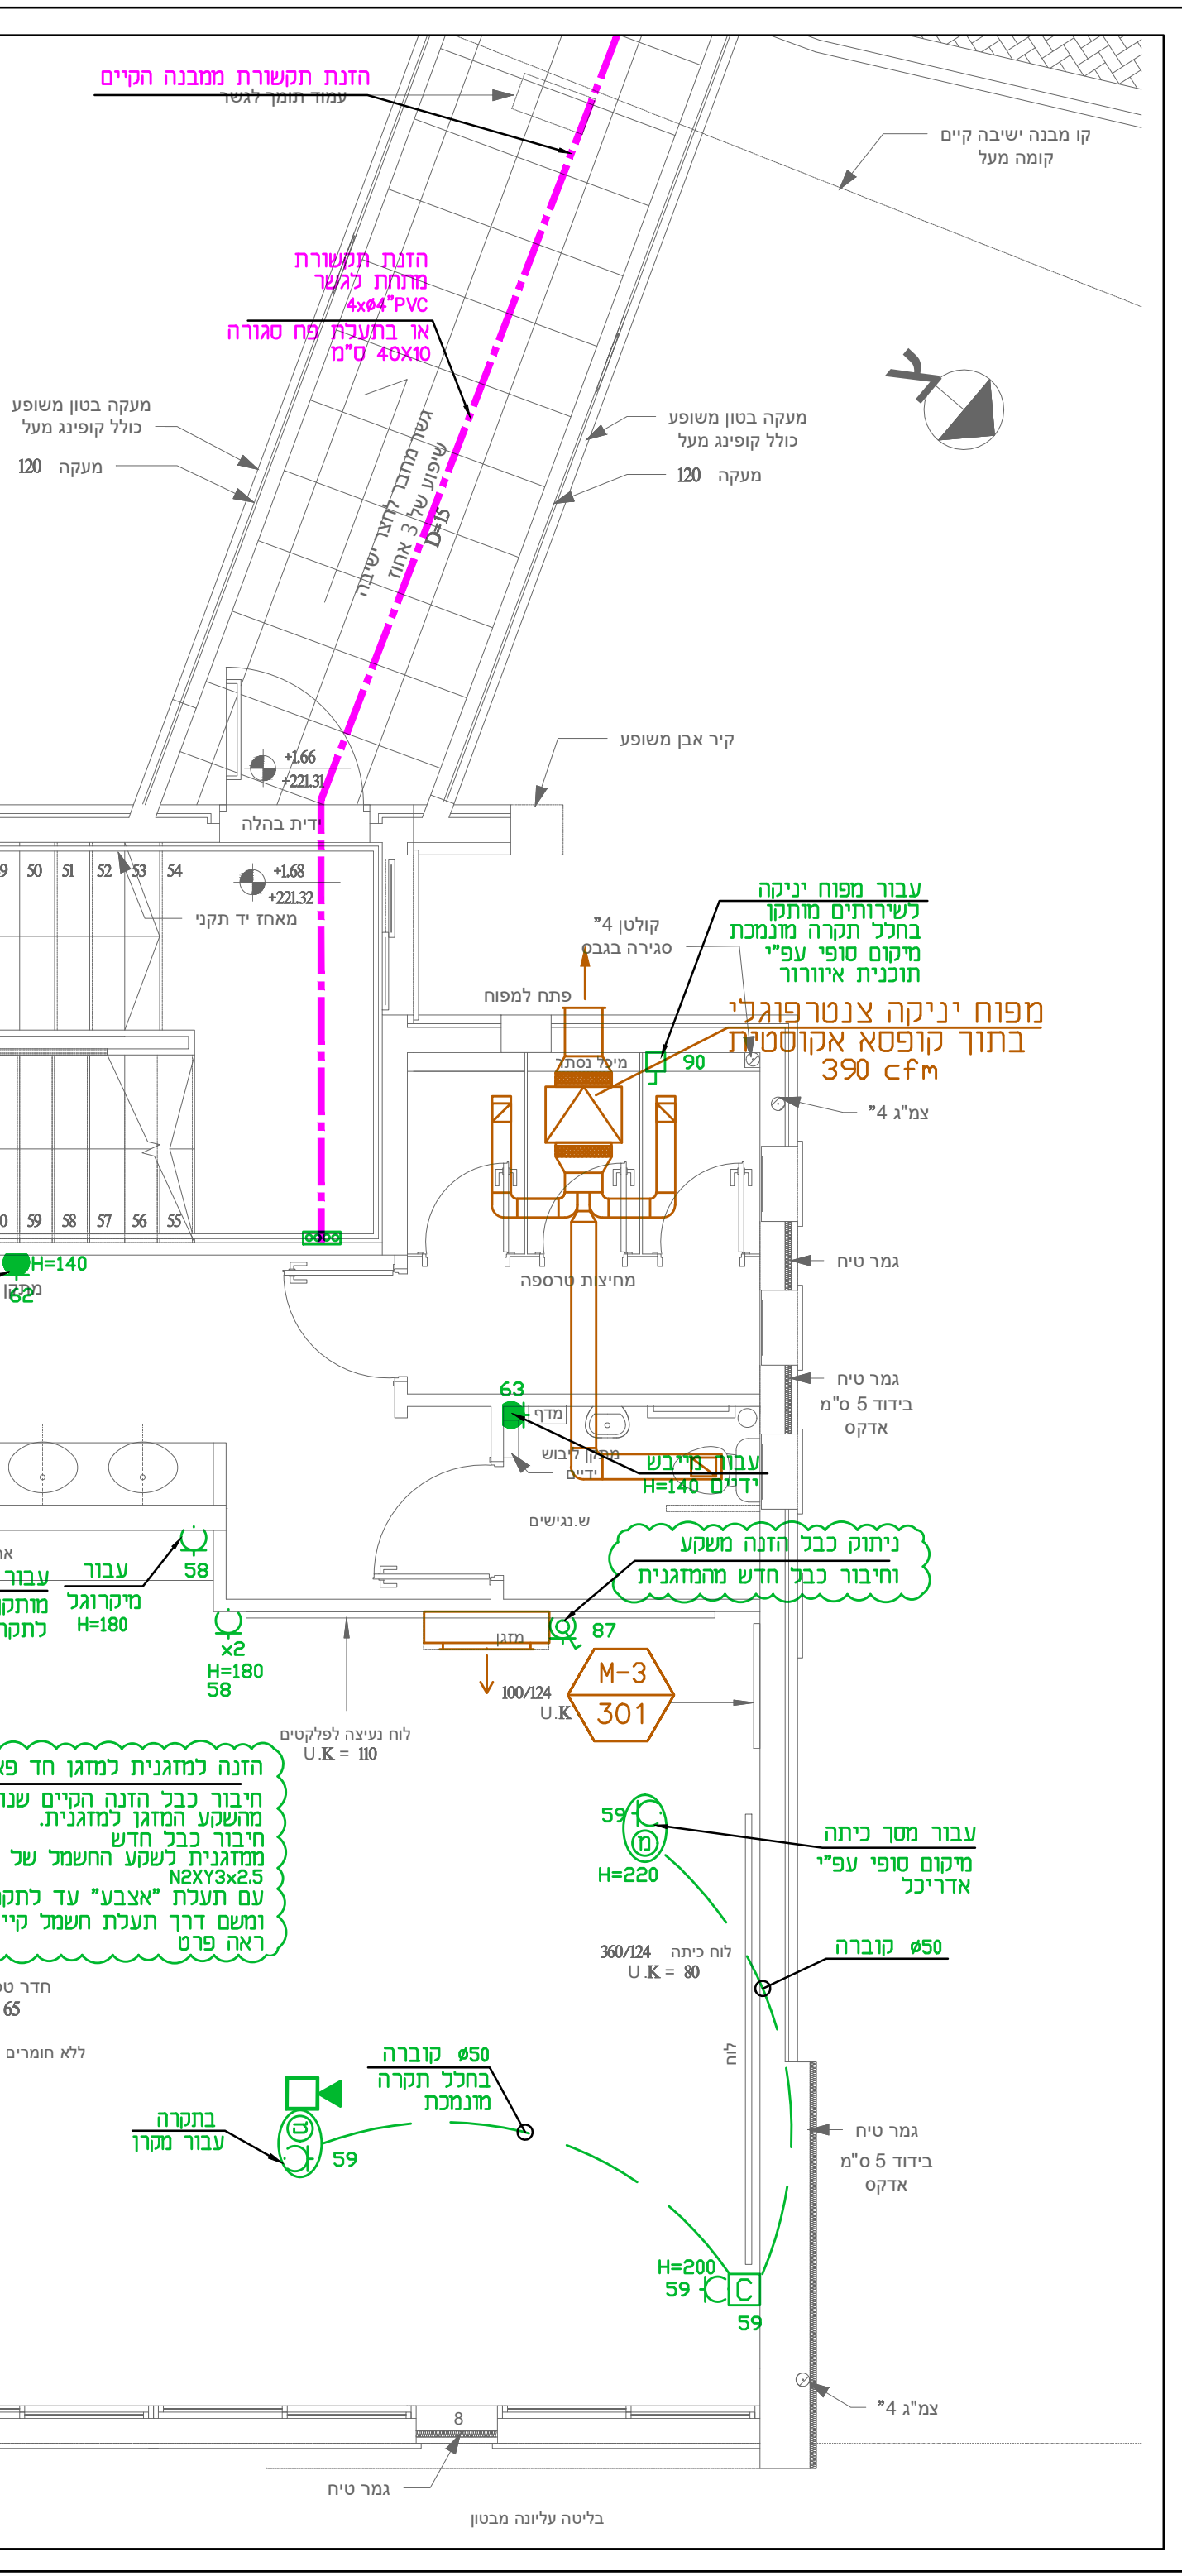 הזנת תקשורת ממבנה הקיים
עמוד תומך לגשר
קו מבנה ישיבה קיים
קומה מעל
הזנת תקשורת
מתחת לגשר
4xø4"PVC
או בתעלת פח סגורה
40X10 ס"מ
מעקה בטון משופע
כולל קופינג מעל
מעקה 120
מעקה בטון משופע
כולל קופינג מעל
מעקה 120
גשר מחבר לחצר ישיבה
שיפוע של 3 אחוז
D=15
קיר אבן משופע
+1.66
+221.31
ידית בהלה
50 51 52 53 54
+1.68
+221.32
מאחז יד תקני
עבור מפוח יניקה
לשירותים מותקן
בחלל תקרה מונמכת
מיקום סופי עפ"י
תוכנית איוורור
קולטן 4"
סגירה בגבס
פתח למפוח
מפוח יניקה צנטרפוגלי
בתוך קופסא אקוסטית
390 cfm
מיכל נסתר
90
צמ"ג 4"
59 58 57 56 55
H=140
62
מתקן
מחיצות טרספה
גמר טיח
גמר טיח
בידוד 5 ס"מ
אדקס
63
מדף
מתקן ליבוש
ידיים
עבור מייבש
ידיים H=140
ש.נגישים
ניתוק כבל הזנה משקע
וחיבור כבל חדש מהמזגנית
58
עבור
מיקרוגל
H=180
עבור
x2
H=180
58
מזגן
87
M-3
301
100/124
U.K
לוח נעיצה לפלקטים
U.K = 110
הזנה למזגנית למזגן חד
חיבור כבל הזנה הקיים
מהשקע המזגן למזגנית.
חיבור כבל חדש
ממזגנית לשקע החשמל של
N2XY3x2.5
עם תעלת "אצבע" עד
ומשם דרך תעלת חשמל
ראה פרט
59
מ
H=220
עבור מסך כיתה
מיקום סופי עפ"י
אדריכל
ø50 קוברה
360/124 לוח כיתה
U.K = 80
חדר
65
ללא חומרים
לוח
ø50 קוברה
בחלל תקרה
מונמכת
בתקרה
עבור מקרן
59
גמר טיח
בידוד 5 ס"מ
אדקס
H=200
59
C
59
צמ"ג 4"
8
גמר טיח
בליטה עליונה מבטון